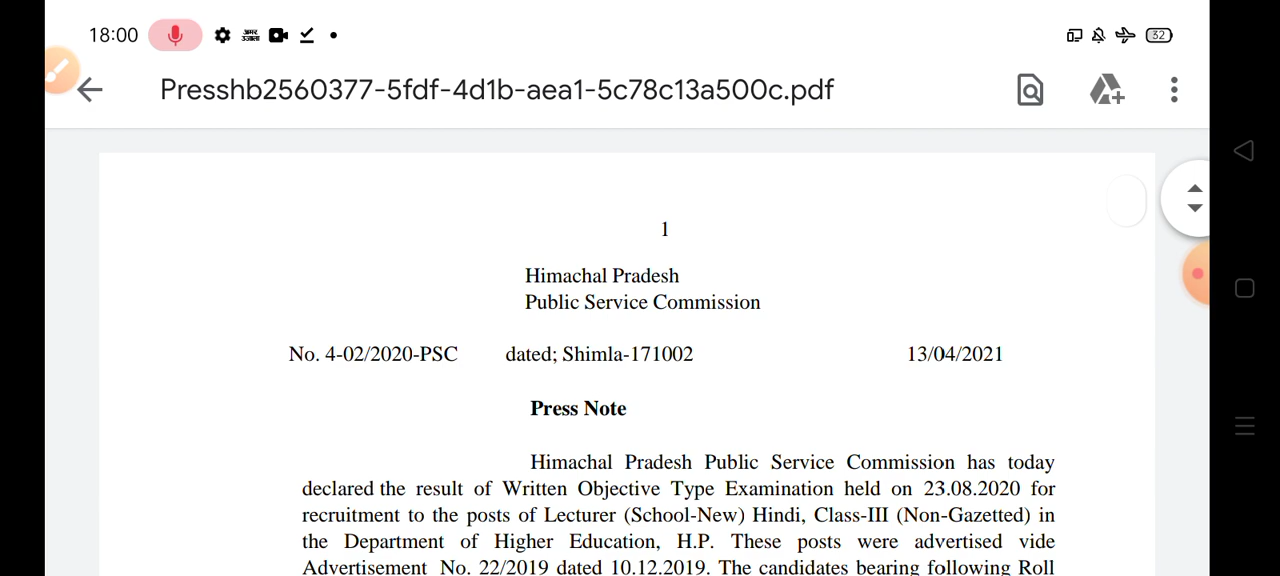 18:00
अमर उजाला
32
Presshb2560377-5fdf-4d1b-aea1-5c78c13a500c.pdf
1
Himachal Pradesh
Public Service Commission
No. 4-02/2020-PSC dated; Shimla-171002 13/04/2021
Press Note
Himachal Pradesh Public Service Commission has today
declared the result of Written Objective Type Examination held on 23.08.2020 for
recruitment to the posts of Lecturer (School-New) Hindi, Class-III (Non-Gazetted) in
the Department of Higher Education, H.P. These posts were advertised vide
Advertisement No. 22/2019 dated 10.12.2019. The candidates bearing following Roll